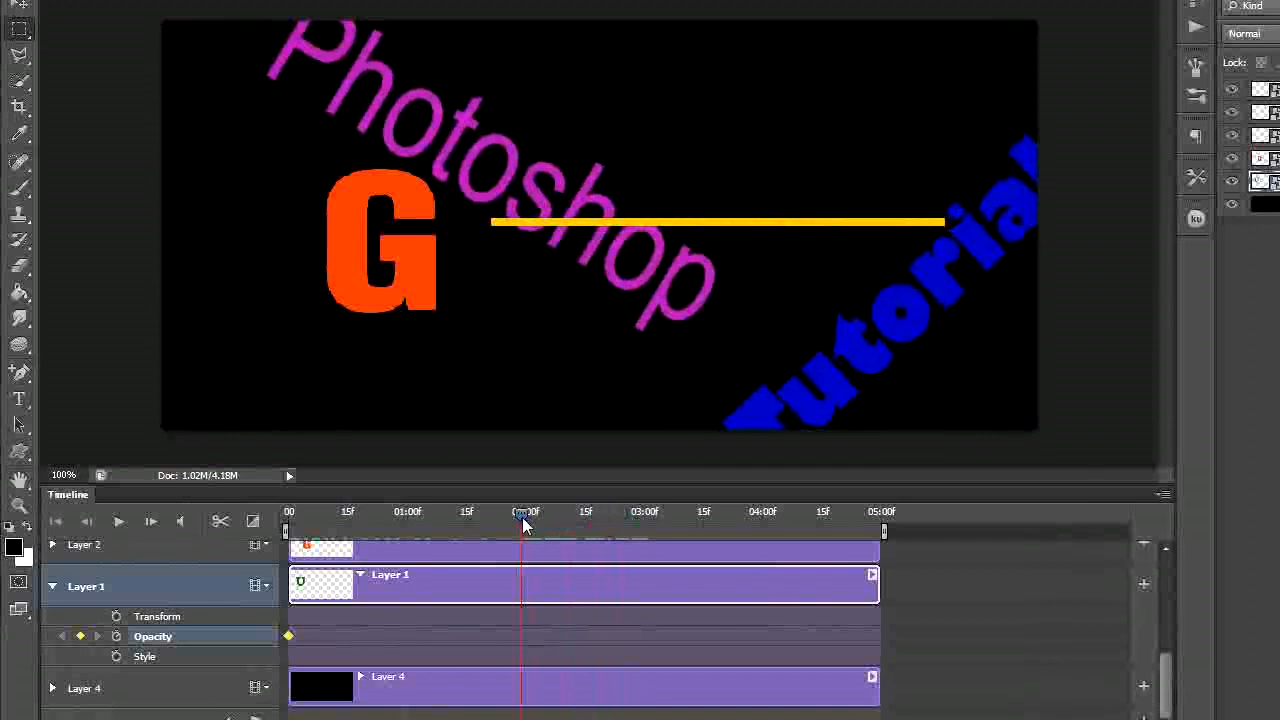 Kind
Normal
Lock:
Photoshop
G
Tutorial
ku
100%
Doc: 1.02M/4.18M
Timeline
00 15f 01:00f 15f 15f 03:00f 15f 04:00f 15f 05:00f
Layer 2
Layer 1
Layer 1
Transform
Opacity
Style
Layer 4
Layer 4